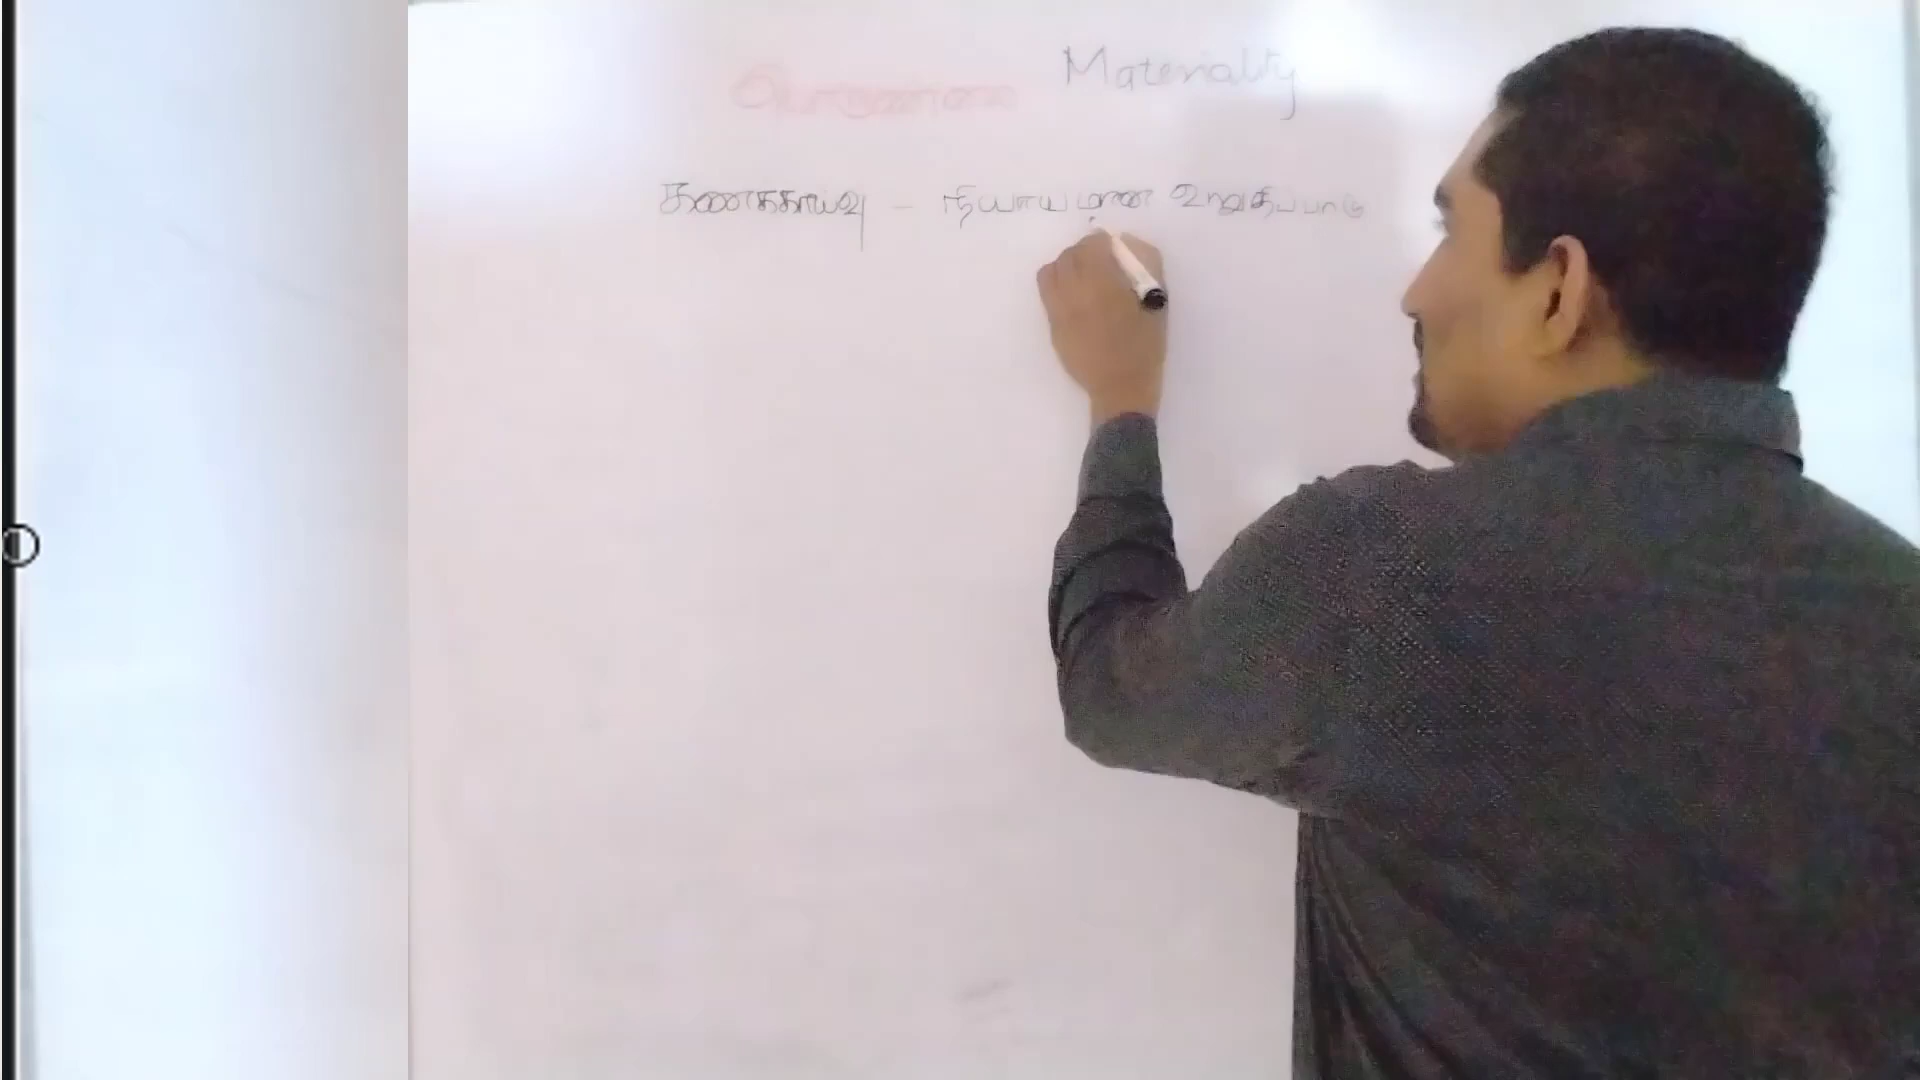 பொருண்மை Materiality
கணக்காய்வு - நியாயமான உறுதிப்பாடு